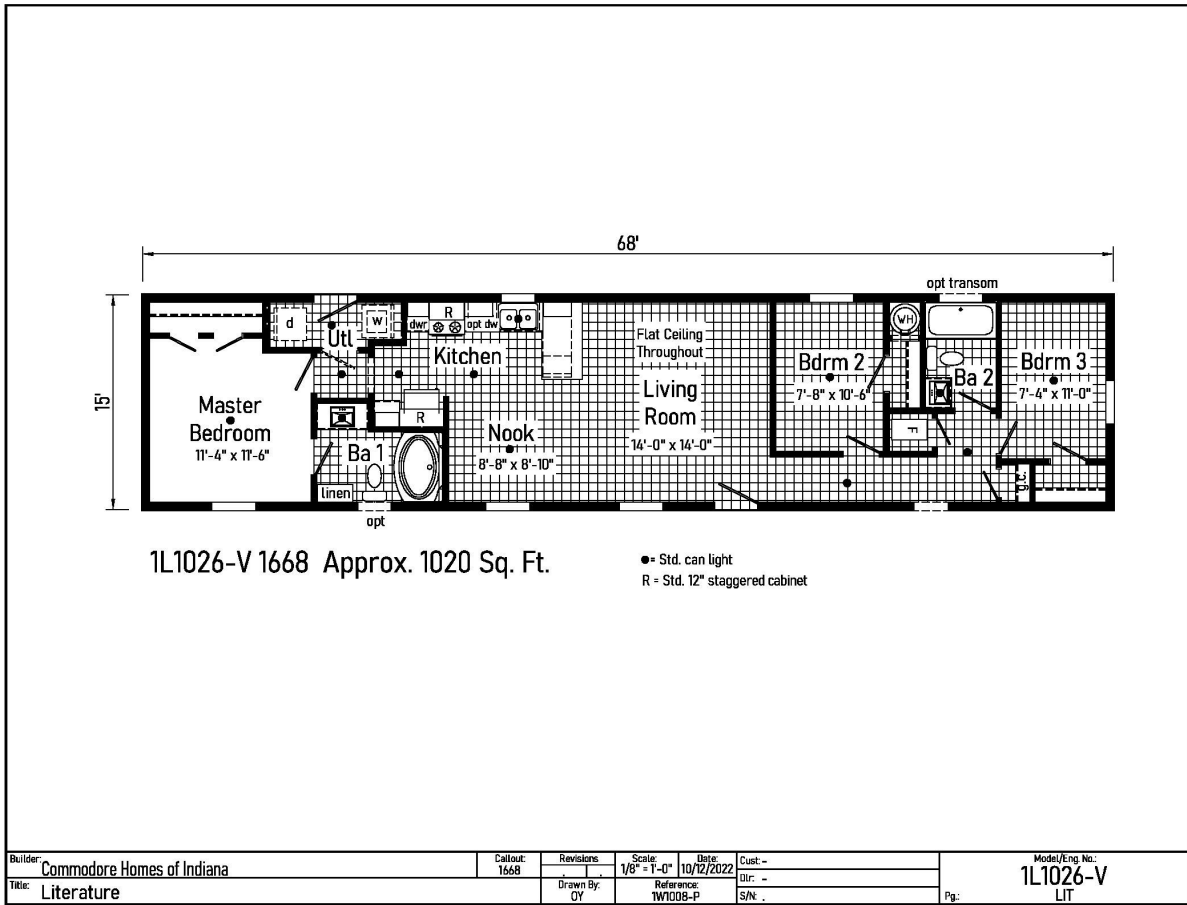 68'
opt transom
15'
d
Utl
w
dwr
R
opt dw
Kitchen
R
Flat Ceiling
Throughout
Living
Room
14'-0" x 14'-0"
Nook
8'-8" x 8'-10"
Master
Bedroom
11'-4" x 11'-6"
Ba 1
linen
opt
Bdrm 2
7'-8" x 10'-6"
WH
F
Ba 2
Bdrm 3
7'-4" x 11'-0"
g.c.
1L1026-V 1668 Approx. 1020 Sq. Ft.
●= Std. can light
R = Std. 12" staggered cabinet
Builder: Commodore Homes of Indiana
Title: Literature
Callout:
1668
Revisions
Drawn By:
OY
Scale:
1/8" = 1'-0"
Date:
10/12/2022
Reference:
1W1008-P
Cust: -
Dlr: -
S/N: .
Model/Eng. No.:
1L1026-V
Pg.: LIT